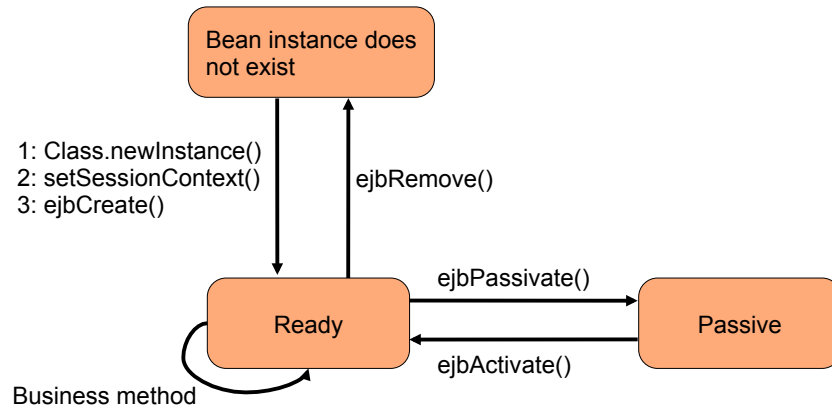 Bean instance does
not exist
1: Class.newInstance()
2: setSessionContext()
3: ejbCreate()
ejbRemove()
ejbPassivate()
Ready
Passive
ejbActivate()
Business method